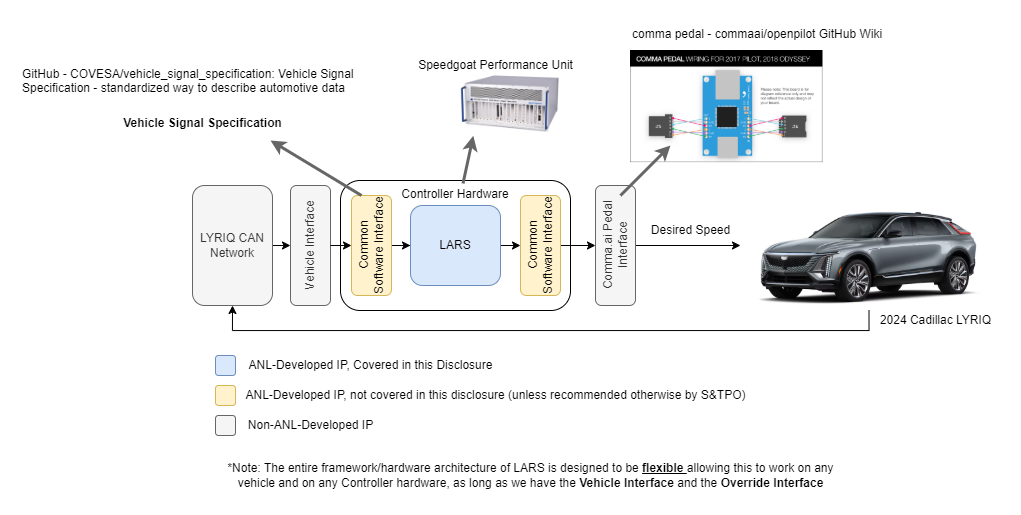 comma pedal - commaai/openpilot GitHub Wiki
COMMA PEDAL WIRING FOR 2017 PILOT, 2018 ODYSSEY
Please note: This board is for
diagram reference only and may
not reflect the actual design of
your board.
Speedgoat Performance Unit
GitHub - COVESA/vehicle_signal_specification: Vehicle Signal
Specification - standardized way to describe automotive data
Vehicle Signal Specification
LYRIQ CAN
Network
Vehicle Interface
Common
Software Interface
Controller Hardware
LARS
Common
Software Interface
Comma.ai Pedal
Interface
Desired Speed
2024 Cadillac LYRIQ
ANL-Developed IP, Covered in this Disclosure
ANL-Developed IP, not covered in this disclosure (unless recommended otherwise by S&TPO)
Non-ANL-Developed IP
*Note: The entire framework/hardware architecture of LARS is designed to be flexible allowing this to work on any
vehicle and on any Controller hardware, as long as we have the Vehicle Interface and the Override Interface